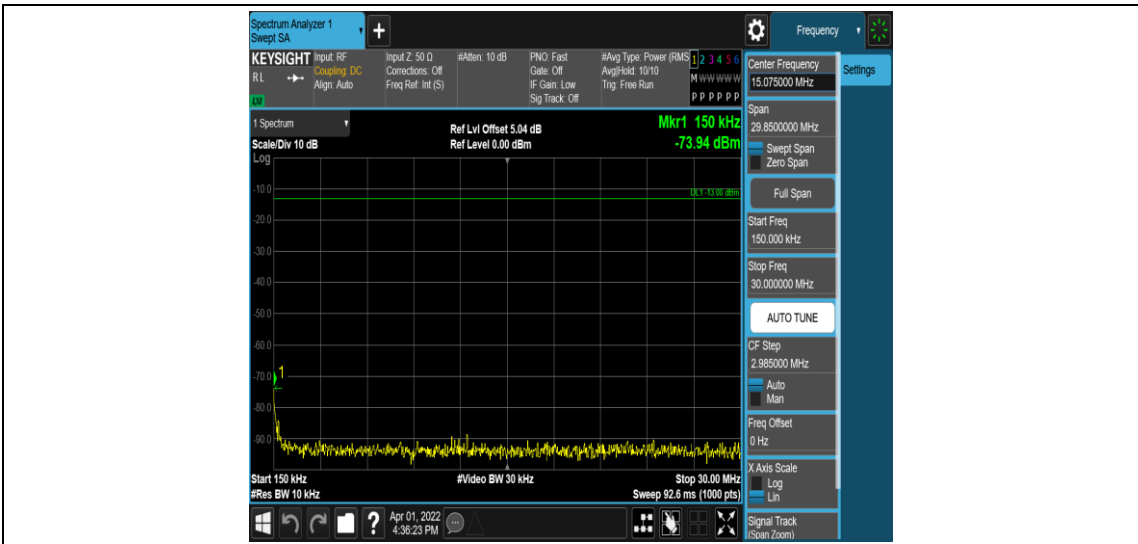 Spectrum Analyzer 1
Swept SA
Frequency
KEYSIGHT
RL
LXI
Input: RF
Coupling: DC
Align: Auto
Input Z: 50 Ω
Corrections: Off
Freq Ref: Int (S)
#Atten: 10 dB
PNO: Fast
Gate: Off
IF Gain: Low
Sig Track: Off
#Avg Type: Power (RMS
Avg|Hold: 10/10
Trig: Free Run
1 2 3 4 5 6
M W W W W W
P P P P P P
1 Spectrum
Scale/Div 10 dB
Log
Ref Lvl Offset 5.04 dB
Ref Level 0.00 dBm
Mkr1 150 kHz
-73.94 dBm
DL1 -13.00 dBm
-10.0
-20.0
-30.0
-40.0
-50.0
-60.0
-70.0
1
-80.0
-90.0
Start 150 kHz
#Res BW 10 kHz
#Video BW 30 kHz
Stop 30.00 MHz
Sweep 92.6 ms (1000 pts)
Apr 01, 2022
4:36:23 PM
Center Frequency
15.075000 MHz
Settings
Span
29.8500000 MHz
Swept Span
Zero Span
Full Span
Start Freq
150.000 kHz
Stop Freq
30.000000 MHz
AUTO TUNE
CF Step
2.985000 MHz
Auto
Man
Freq Offset
0 Hz
X Axis Scale
Log
Lin
Signal Track
(Span Zoom)